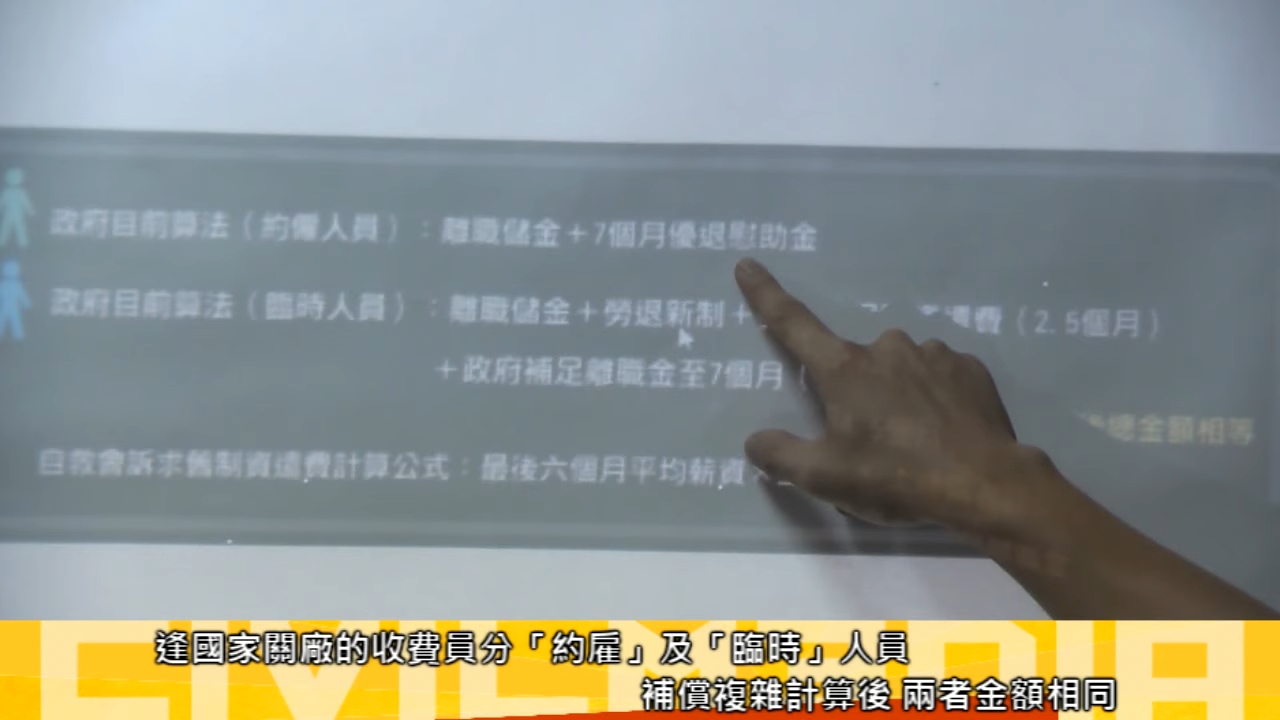 政府目前算法（約僱人員）：離職儲金＋7個月優退慰助金
政府目前算法（臨時人員）：離職儲金＋勞退新制＋ 遣費（2.5個月）
＋政府補足離職金至7個月（
總金額相等
自救會訴求舊制資遣費計算公式：最後六個月平均薪資
逢國家關廠的收費員分「約雇」及「臨時」人員
補償複雜計算後 兩者金額相同
CIVILMEDIA